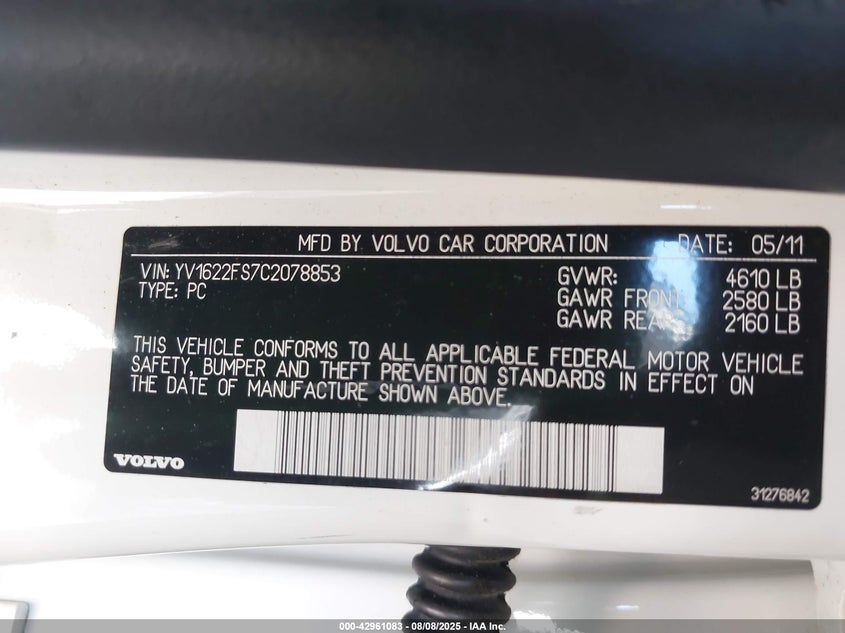 MFD BY VOLVO CAR CORPORATION DATE: 05/11
VIN: YV1622FS7C2078853 GVWR: 4610 LB
TYPE: PC GAWR FRONT: 2580 LB
GAWR REAR: 2160 LB
THIS VEHICLE CONFORMS TO ALL APPLICABLE FEDERAL MOTOR VEHICLE
SAFETY, BUMPER AND THEFT PREVENTION STANDARDS IN EFFECT ON
THE DATE OF MANUFACTURE SHOWN ABOVE.
VOLVO
31276842
000-42961083 - 08/08/2025 - IAA Inc.